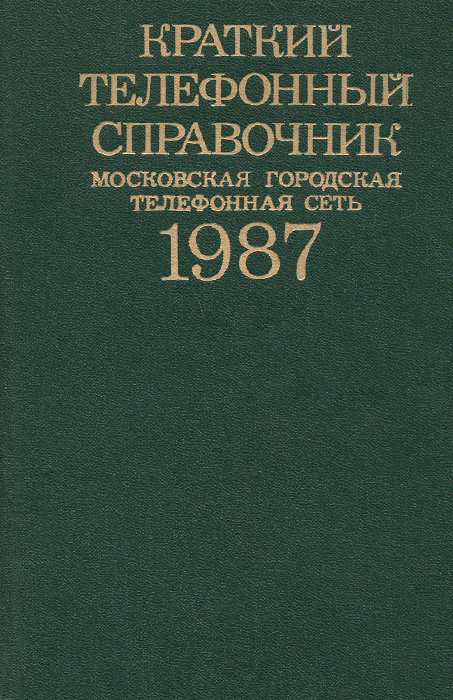 КРАТКИЙ
ТЕЛЕФОННЫЙ
СПРАВОЧНИК
МОСКОВСКАЯ ГОРОДСКАЯ
ТЕЛЕФОННАЯ СЕТЬ
1987